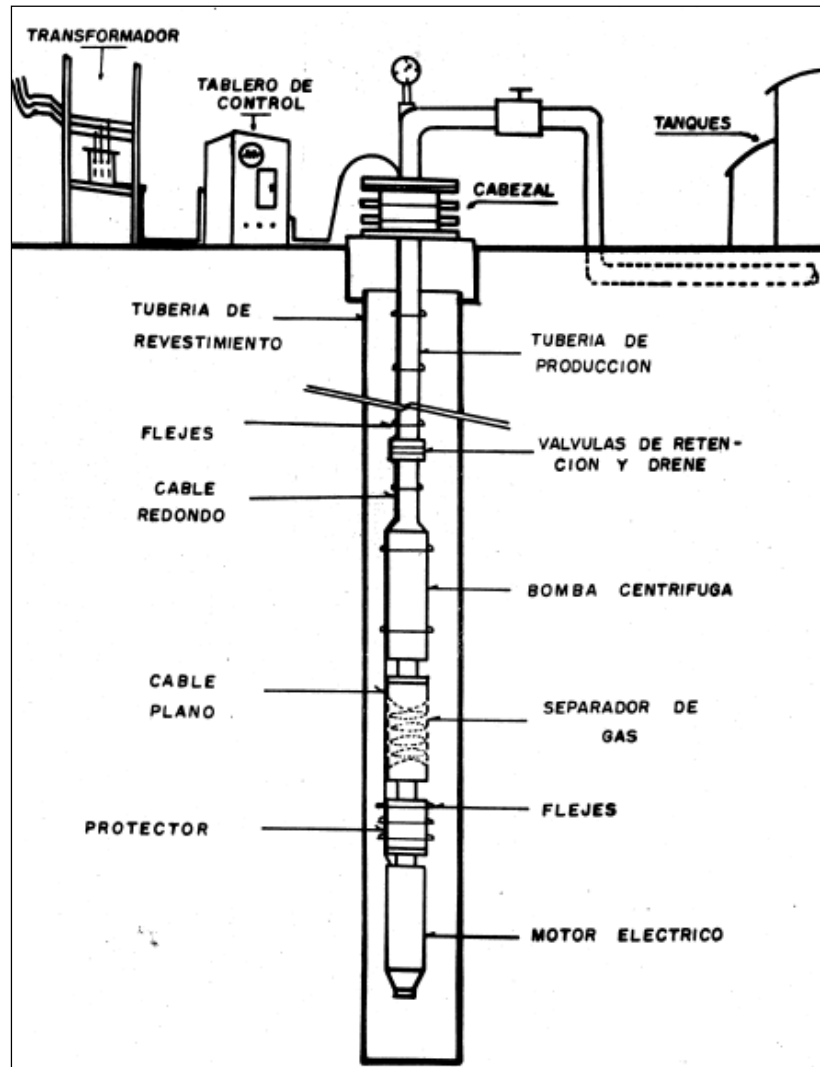 TRANSFORMADOR
TABLERO DE
CONTROL
TANQUES
CABEZAL
TUBERIA DE
REVESTIMIENTO
TUBERIA DE
PRODUCCION
FLEJES
VALVULAS DE RETEN-
CION Y DRENE
CABLE
REDONDO
BOMBA CENTRIFUGA
CABLE
PLANO
SEPARADOR DE
GAS
FLEJES
PROTECTOR
MOTOR ELECTRICO